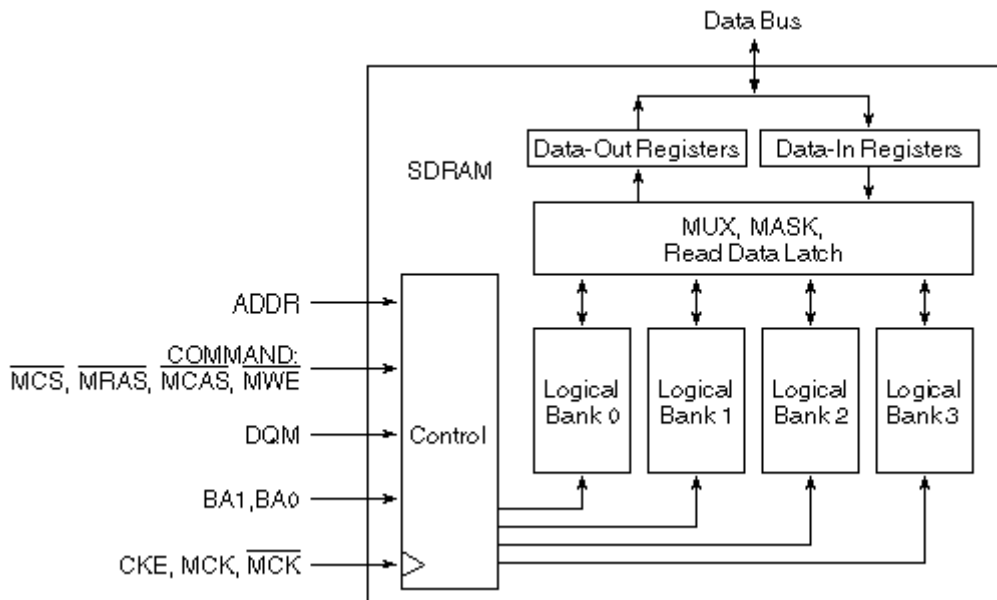 Data Bus
Data-Out Registers
Data-In Registers
SDRAM
MUX, MASK,
Read Data Latch
ADDR
COMMAND:
MCS, MRAS, MCAS, MWE
DQM
BA1,BA0
CKE, MCK, MCK
Control
Logical
Bank 0
Logical
Bank 1
Logical
Bank 2
Logical
Bank 3